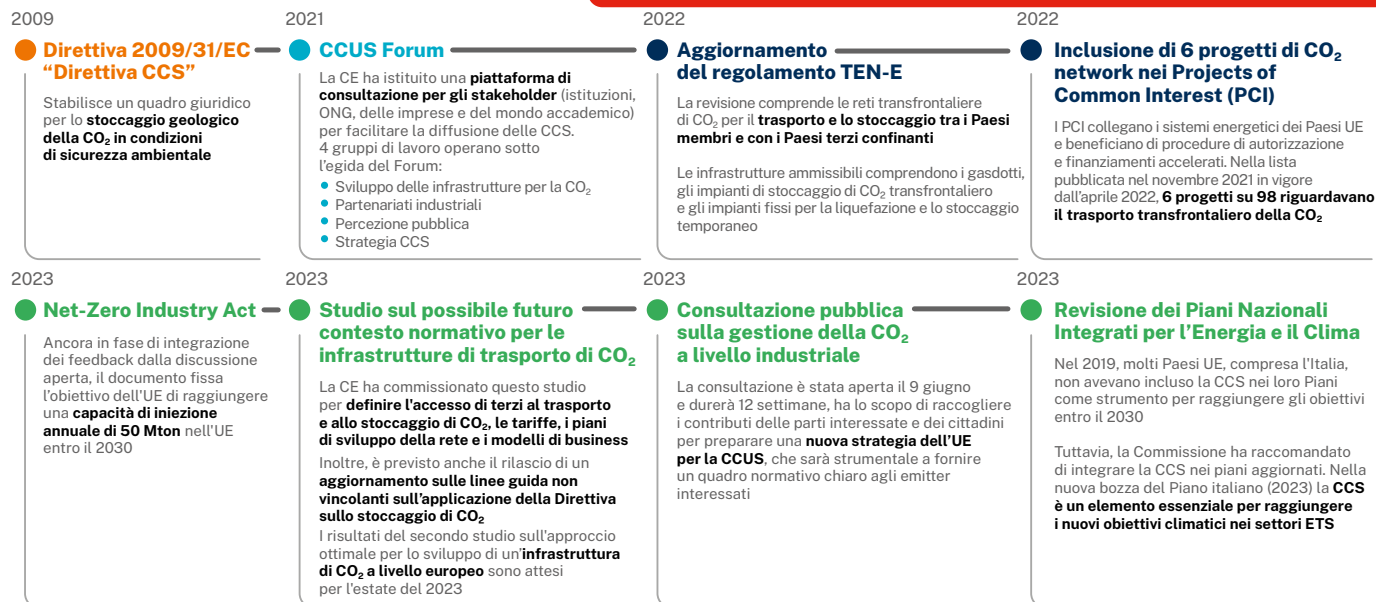 2009
Direttiva 2009/31/EC
“Direttiva CCS”
Stabilisce un quadro giuridico
per lo stoccaggio geologico
della CO₂ in condizioni
di sicurezza ambientale
2021
CCUS Forum
La CE ha istituito una piattaforma di
consultazione per gli stakeholder (istituzioni,
ONG, delle imprese e del mondo accademico)
per facilitare la diffusione delle CCS.
4 gruppi di lavoro operano sotto
l’egida del Forum:
• Sviluppo delle infrastrutture per la CO₂
• Partenariati industriali
• Percezione pubblica
• Strategia CCS
2022
Aggiornamento
del regolamento TEN-E
La revisione comprende le reti transfrontaliere
di CO₂ per il trasporto e lo stoccaggio tra i Paesi
membri e con i Paesi terzi confinanti
Le infrastrutture ammissibili comprendono i gasdotti,
gli impianti di stoccaggio di CO₂ transfrontaliero
e gli impianti fissi per la liquefazione e lo stoccaggio
temporaneo
2022
Inclusione di 6 progetti di CO₂
network nei Projects of
Common Interest (PCI)
I PCI collegano i sistemi energetici dei Paesi UE
e beneficiano di procedure di autorizzazione
e finanziamenti accelerati. Nella lista
pubblicata nel novembre 2021 in vigore
dall’aprile 2022, 6 progetti su 98 riguardavano
il trasporto transfrontaliero della CO₂
2023
Net-Zero Industry Act
Ancora in fase di integrazione
dei feedback dalla discussione
aperta, il documento fissa
l’obiettivo dell’UE di raggiungere
una capacità di iniezione
annuale di 50 Mton nell’UE
entro il 2030
2023
Studio sul possibile futuro
contesto normativo per le
infrastrutture di trasporto di CO₂
La CE ha commissionato questo studio
per definire l'accesso di terzi al trasporto
e allo stoccaggio di CO₂, le tariffe, i piani
di sviluppo della rete e i modelli di business
Inoltre, è previsto anche il rilascio di un
aggiornamento sulle linee guida non
vincolanti sull’applicazione della Direttiva
sullo stoccaggio di CO₂
I risultati del secondo studio sull'approccio
ottimale per lo sviluppo di un’infrastruttura
di CO₂ a livello europeo sono attesi
per l'estate del 2023
2023
Consultazione pubblica
sulla gestione della CO₂
a livello industriale
La consultazione è stata aperta il 9 giugno
e durerà 12 settimane, ha lo scopo di raccogliere
i contributi delle parti interessate e dei cittadini
per preparare una nuova strategia dell’UE
per la CCUS, che sarà strumentale a fornire
un quadro normativo chiaro agli emitter
interessati
2023
Revisione dei Piani Nazionali
Integrati per l’Energia e il Clima
Nel 2019, molti Paesi UE, compresa l'Italia,
non avevano incluso la CCS nei loro Piani
come strumento per raggiungere gli obiettivi
entro il 2030
Tuttavia, la Commissione ha raccomandato
di integrare la CCS nei piani aggiornati. Nella
nuova bozza del Piano italiano (2023) la CCS
è un elemento essenziale per raggiungere
i nuovi obiettivi climatici nei settori ETS